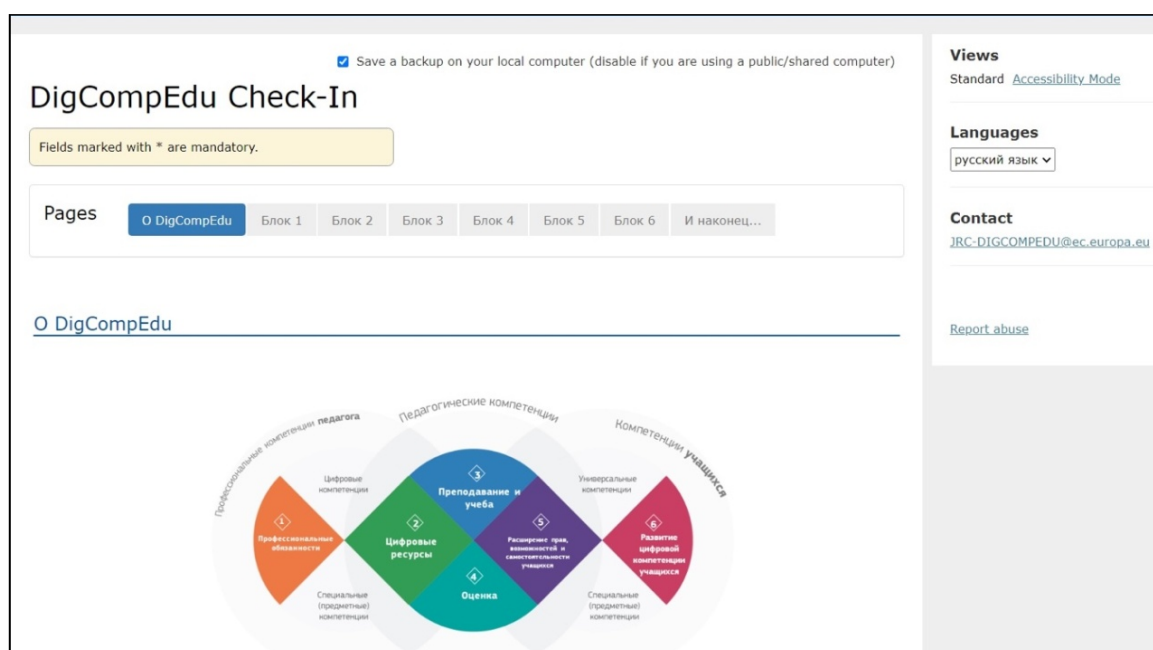 Save a backup on your local computer (disable if you are using a public/shared computer)
DigCompEdu Check-In
Fields marked with * are mandatory.
Pages
О DigCompEdu
Блок 1
Блок 2
Блок 3
Блок 4
Блок 5
Блок 6
И наконец...
О DigCompEdu
Профессиональные компетенции педагога
Педагогические компетенции
Компетенции учащихся
Цифровые
компетенции
Универсальные
компетенции
1
Профессиональные
обязанности
2
Цифровые
ресурсы
3
Преподавание и
учеба
4
Оценка
5
Расширение прав,
возможностей и
самостоятельности
учащихся
6
Развитие
цифровой
компетенции
учащихся
Специальные
(предметные)
компетенции
Специальные
(предметные)
компетенции
Views
Standard Accessibility Mode
Languages
русский язык
Contact
JRC-DIGCOMPEDU@ec.europa.eu
Report abuse